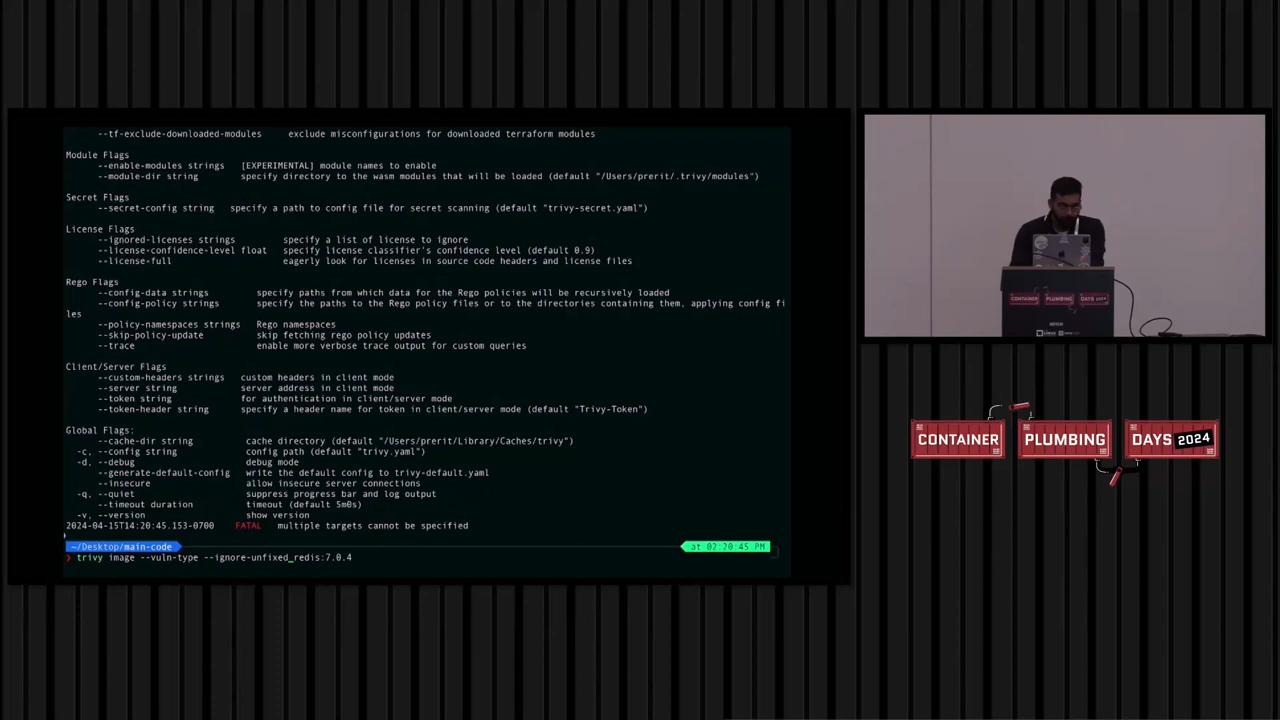 --tf-exclude-downloaded-modules exclude misconfigurations for downloaded terraform modules
Module Flags
--enable-modules strings [EXPERIMENTAL] module names to enable
--module-dir string specify directory to the wasm modules that will be loaded (default "/Users/prerit/.trivy/modules")
Secret Flags
--secret-config string specify a path to config file for secret scanning (default "trivy-secret.yaml")
License Flags
--ignored-licenses strings specify a list of license to ignore
--license-confidence-level float specify license classifier's confidence level (default 0.9)
--license-full eagerly look for licenses in source code headers and license files
Rego Flags
--config-data strings specify paths from which data for the Rego policies will be recursively loaded
--config-policy strings specify the paths to the Rego policy files or to the directories containing them, applying config fi
les
--policy-namespaces strings Rego namespaces
--skip-policy-update skip fetching rego policy updates
--trace enable more verbose trace output for custom queries
Client/Server Flags
--custom-headers strings custom headers in client mode
--server string server address in client mode
--token string for authentication in client/server mode
--token-header string specify a header name for token in client/server mode (default "Trivy-Token")
Global Flags:
--cache-dir string cache directory (default "/Users/prerit/Library/Caches/trivy")
-c, --config string config path (default "trivy.yaml")
-d, --debug debug mode
--generate-default-config write the default config to trivy-default.yaml
--insecure allow insecure server connections
-q, --quiet suppress progress bar and log output
--timeout duration timeout (default 5m0s)
-v, --version show version
2024-04-15T14:20:45.153-0700 FATAL multiple targets cannot be specified
~/Desktop/main-code at 02:20:45 PM
❯ trivy image --vuln-type --ignore-unfixed redis:7.0.4
CONTAINER PLUMBING DAYS 2024
CONTAINER PLUMBING DAYS 2024